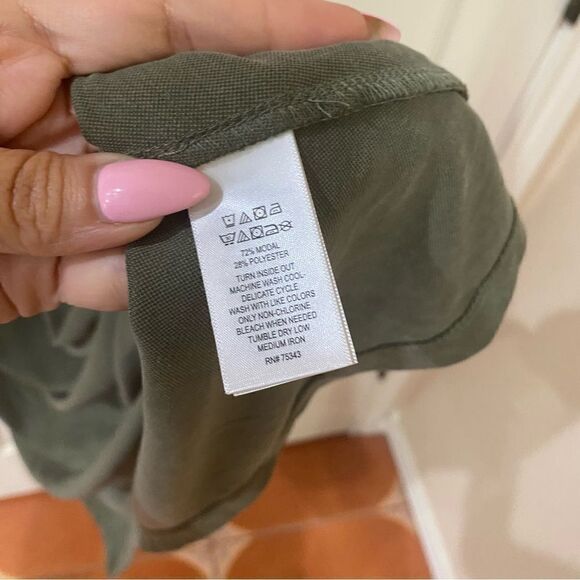 72% MODAL
28% POLYESTER
TURN INSIDE OUT
MACHINE WASH COOL-
DELICATE CYCLE
WASH WITH LIKE COLORS
ONLY NON-CHLORINE
BLEACH WHEN NEEDED
TUMBLE DRY LOW
MEDIUM IRON
RN# 75343